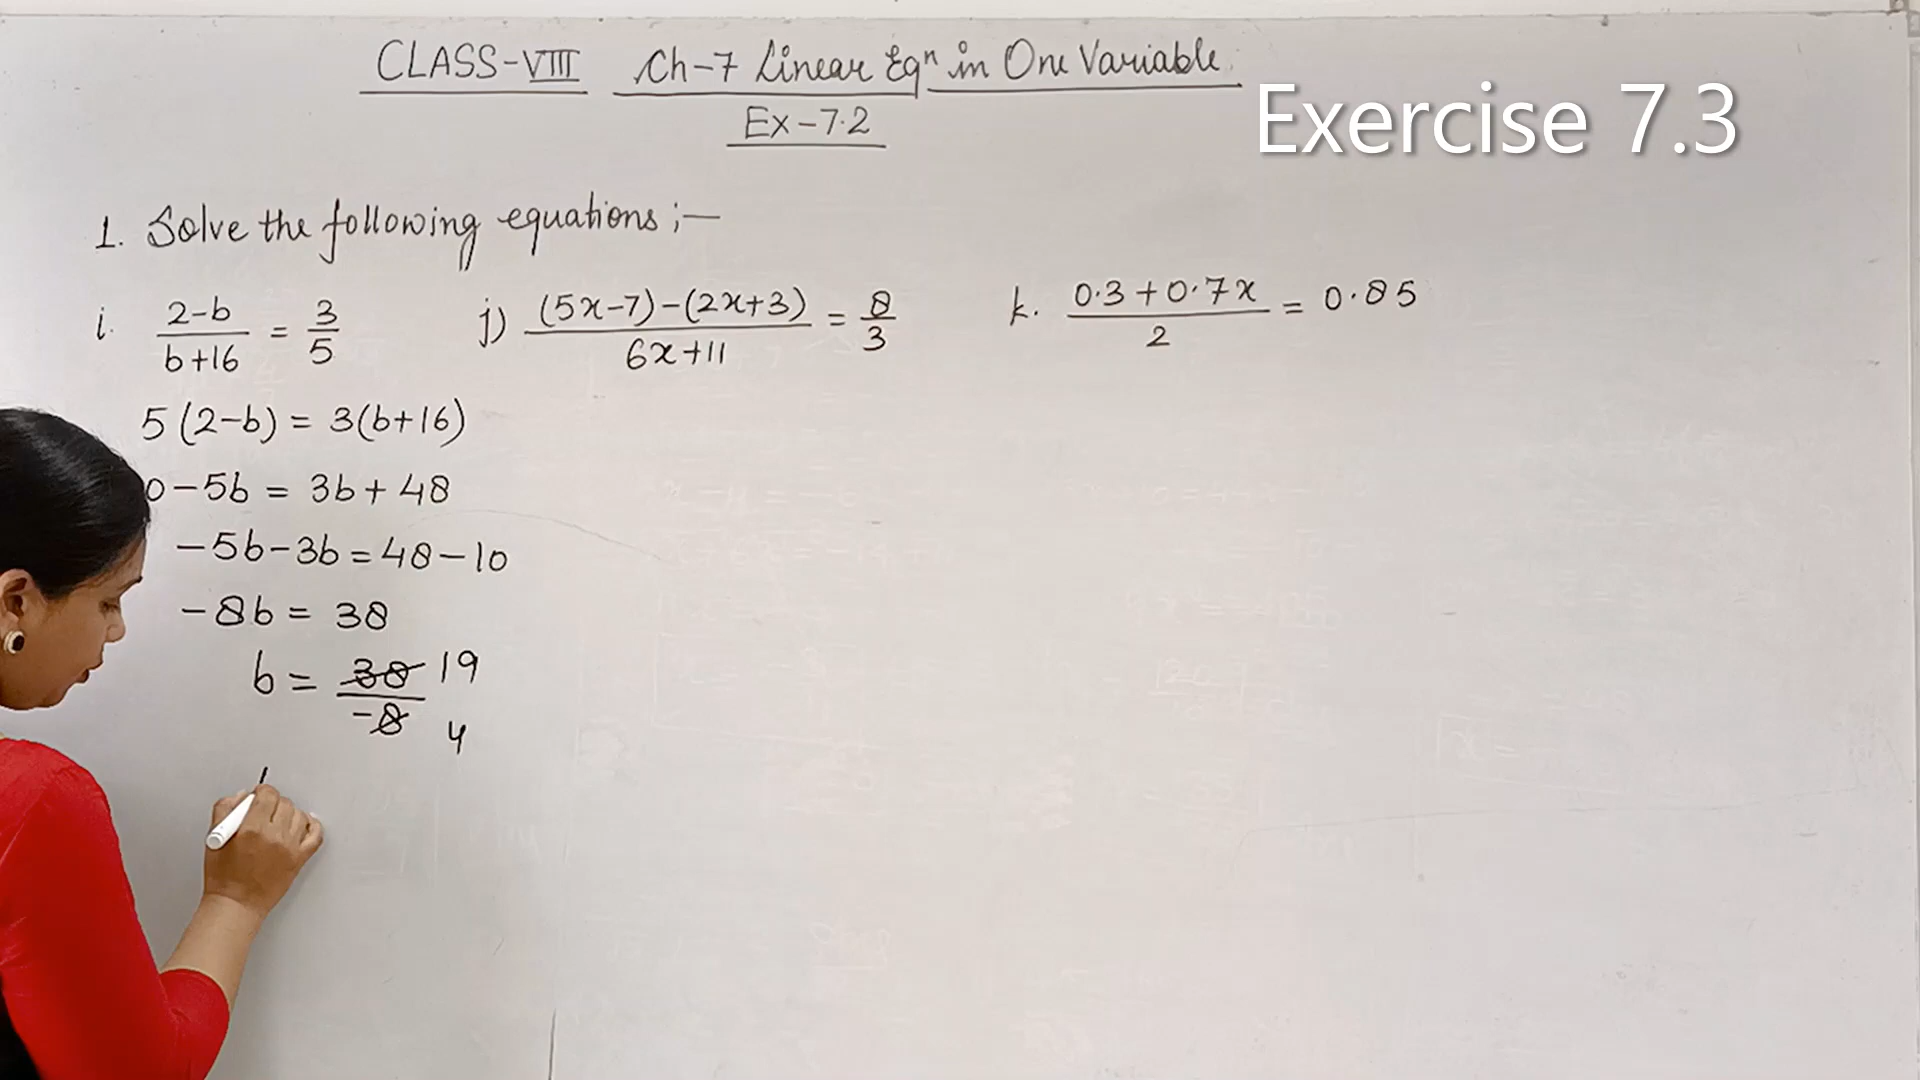 CLASS-VIII Ch-7 Linear Eqⁿ in One Variable
Ex-7.2
Exercise 7.3
1. Solve the following equations ;—
i. (2-b)/(b+16) = 3/5
j) ((5x-7)-(2x+3))/(6x+11) = 8/3
k. (0.3+0.7x)/2 = 0.85
5(2-b) = 3(b+16)
0-5b = 3b+48
-5b-3b = 48-10
-8b = 38
b = 38/-8 19
4